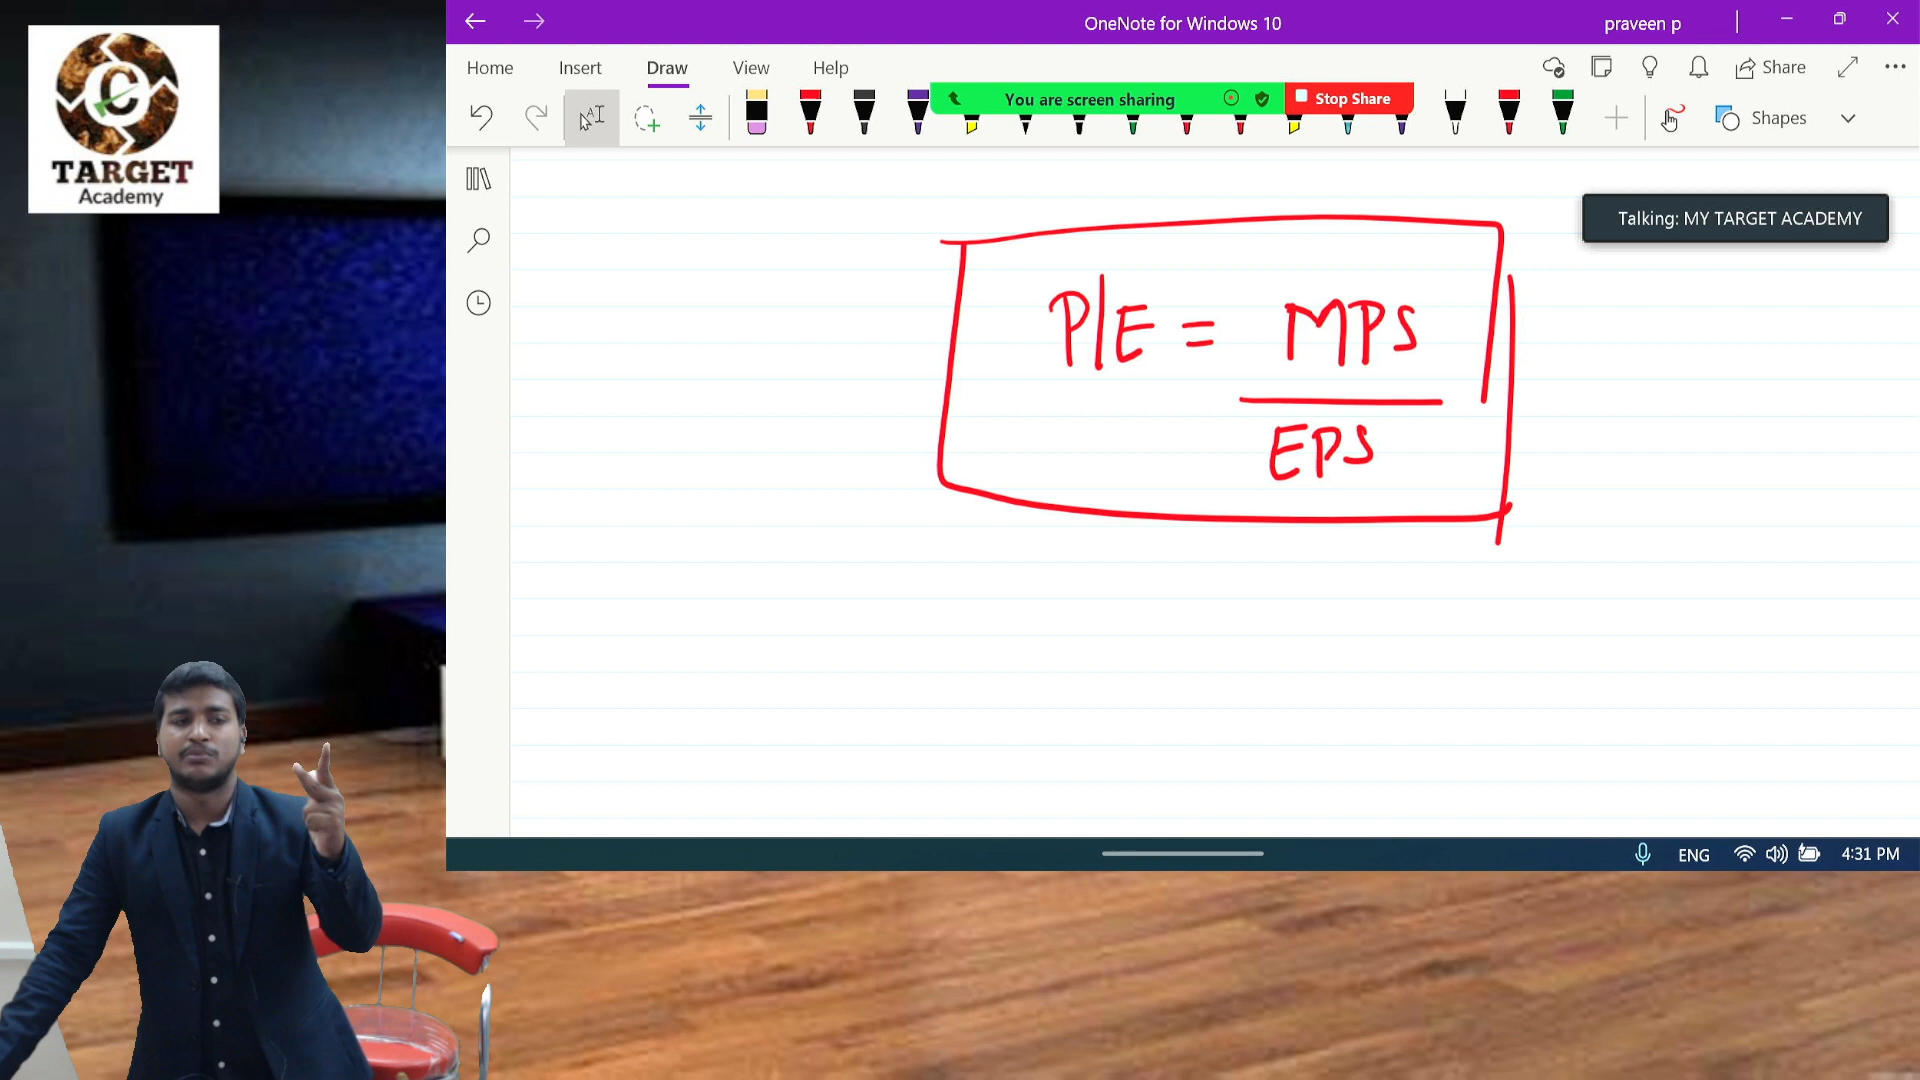 TARGET
Academy
OneNote for Windows 10
praveen p
Home Insert Draw View Help
Share
You are screen sharing
Stop Share
Shapes
Talking: MY TARGET ACADEMY
P/E = MPS
EPS
ENG
4:31 PM